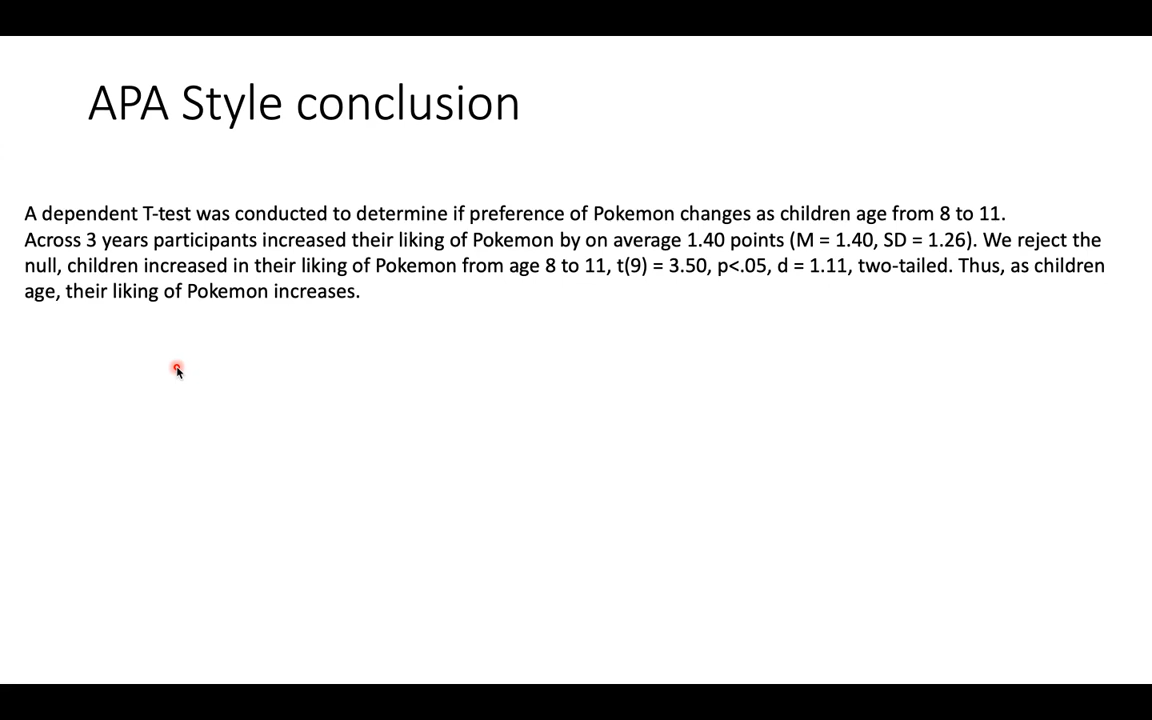 APA Style conclusion
A dependent T-test was conducted to determine if preference of Pokemon changes as children age from 8 to 11.
Across 3 years participants increased their liking of Pokemon by on average 1.40 points (M = 1.40, SD = 1.26). We reject the
null, children increased in their liking of Pokemon from age 8 to 11, t(9) = 3.50, p<.05, d = 1.11, two-tailed. Thus, as children
age, their liking of Pokemon increases.